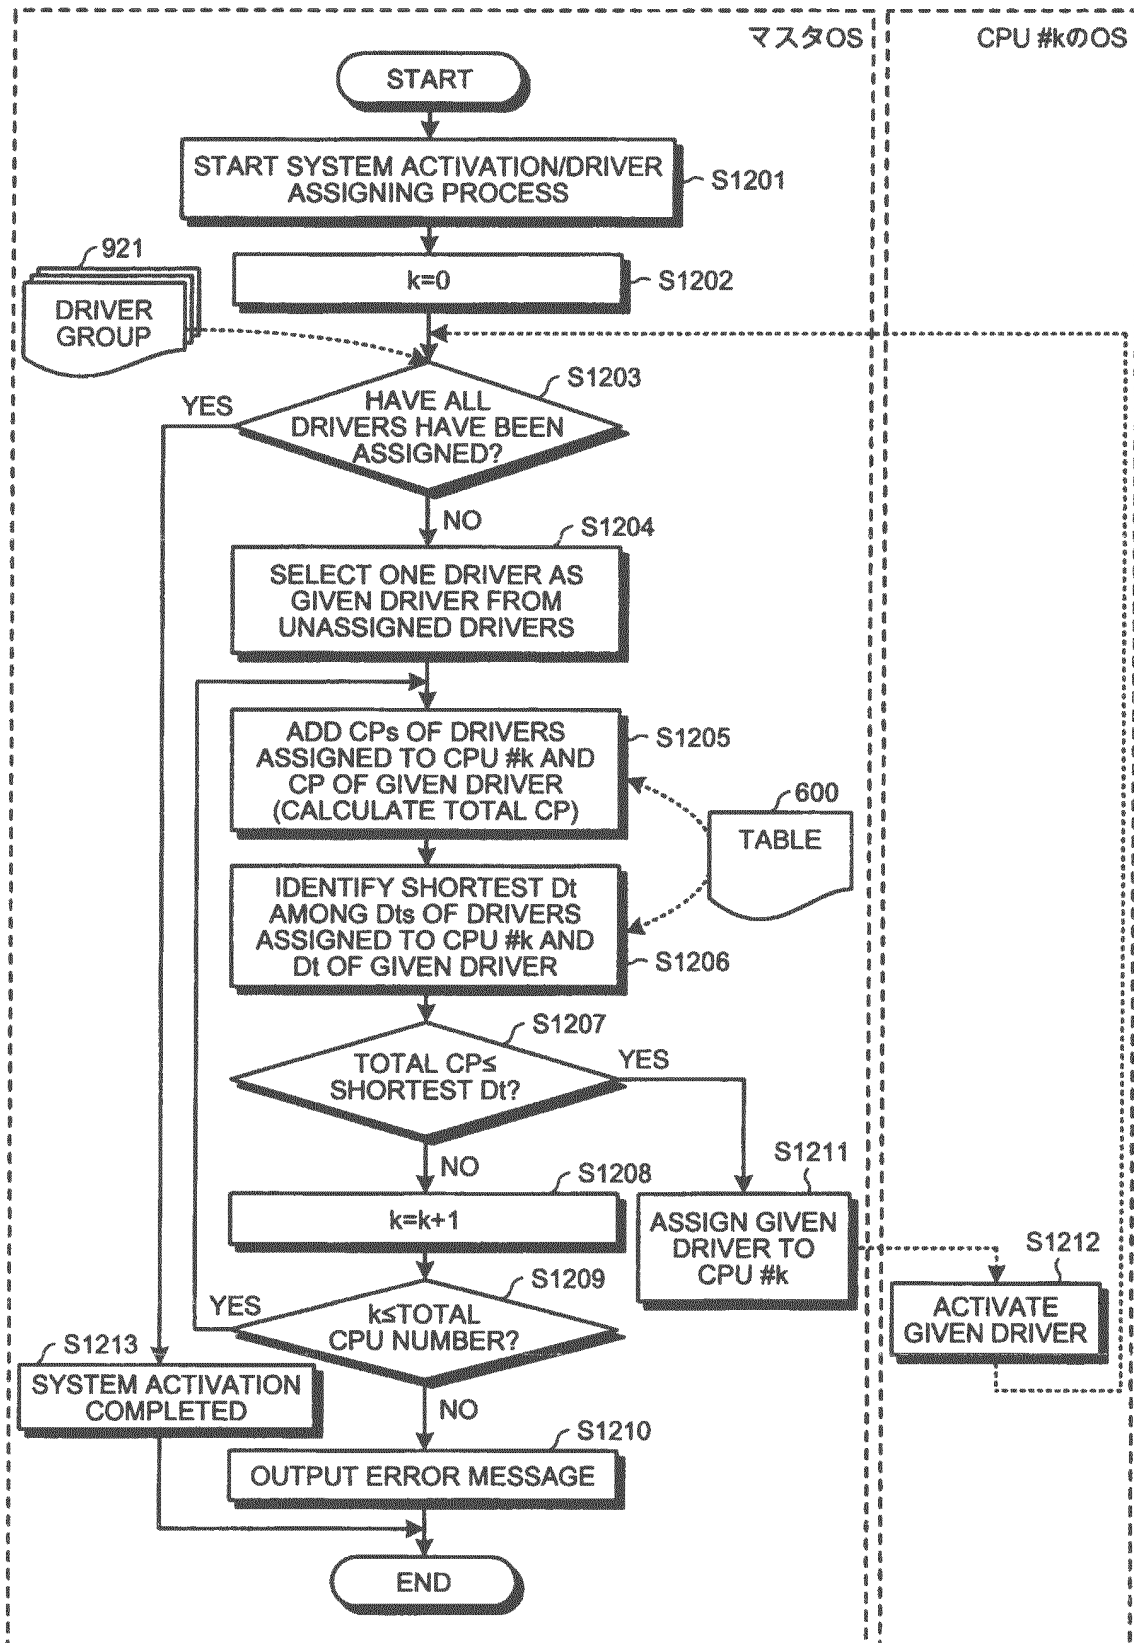 マスタOS
CPU #kのOS
START
START SYSTEM ACTIVATION/DRIVER
ASSIGNING PROCESS
S1201
921
k=0
S1202
DRIVER
GROUP
S1203
YES
HAVE ALL
DRIVERS HAVE BEEN
ASSIGNED?
NO
S1204
SELECT ONE DRIVER AS
GIVEN DRIVER FROM
UNASSIGNED DRIVERS
ADD CPs OF DRIVERS
ASSIGNED TO CPU #k AND
CP OF GIVEN DRIVER
(CALCULATE TOTAL CP)
S1205
600
TABLE
IDENTIFY SHORTEST Dt
AMONG Dts OF DRIVERS
ASSIGNED TO CPU #k AND
Dt OF GIVEN DRIVER
S1206
S1207
TOTAL CP≤
SHORTEST Dt?
YES
NO
S1208
k=k+1
S1211
ASSIGN GIVEN
DRIVER TO
CPU #k
S1212
ACTIVATE
GIVEN DRIVER
S1209
YES
k≤TOTAL
CPU NUMBER?
S1213
SYSTEM ACTIVATION
COMPLETED
NO
S1210
OUTPUT ERROR MESSAGE
END